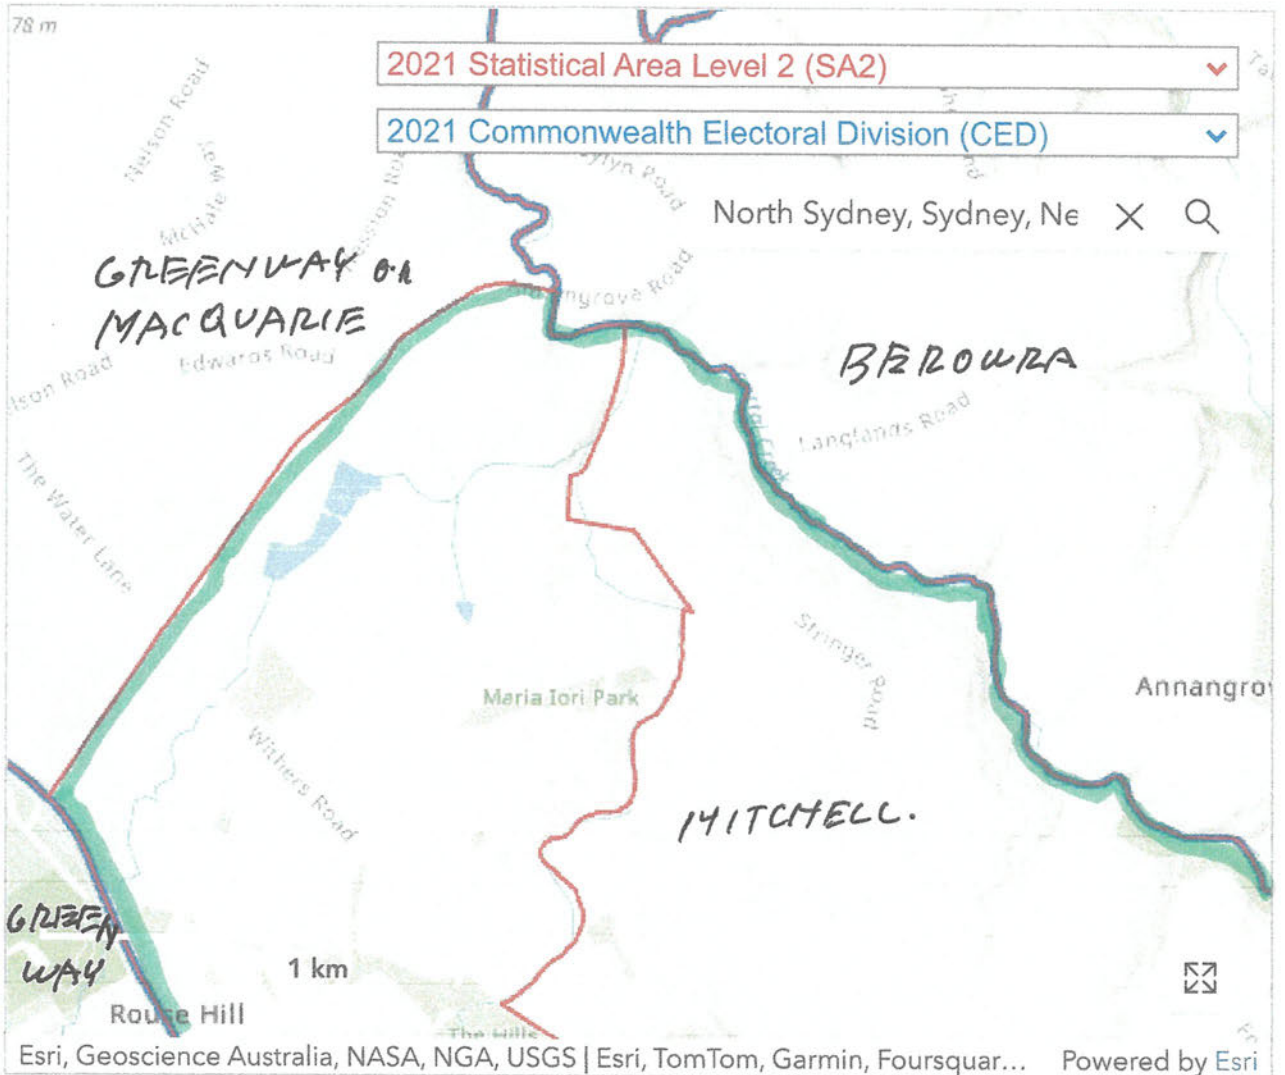 78 m
2021 Statistical Area Level 2 (SA2)
2021 Commonwealth Electoral Division (CED)
North Sydney, Sydney, Ne
Nelson Road
McHale
Road
GREENWAY OR
MACQUARIE
Edwards Road
BEROWRA
Langlands Road
The Water Lane
Stringer Road
Maria Iori Park
Annangro
Withers Road
MITCHELL.
GREEN
WAY
1 km
Rouse Hill
The Hills
Esri, Geoscience Australia, NASA, NGA, USGS | Esri, TomTom, Garmin, Foursquar...
Powered by Esri